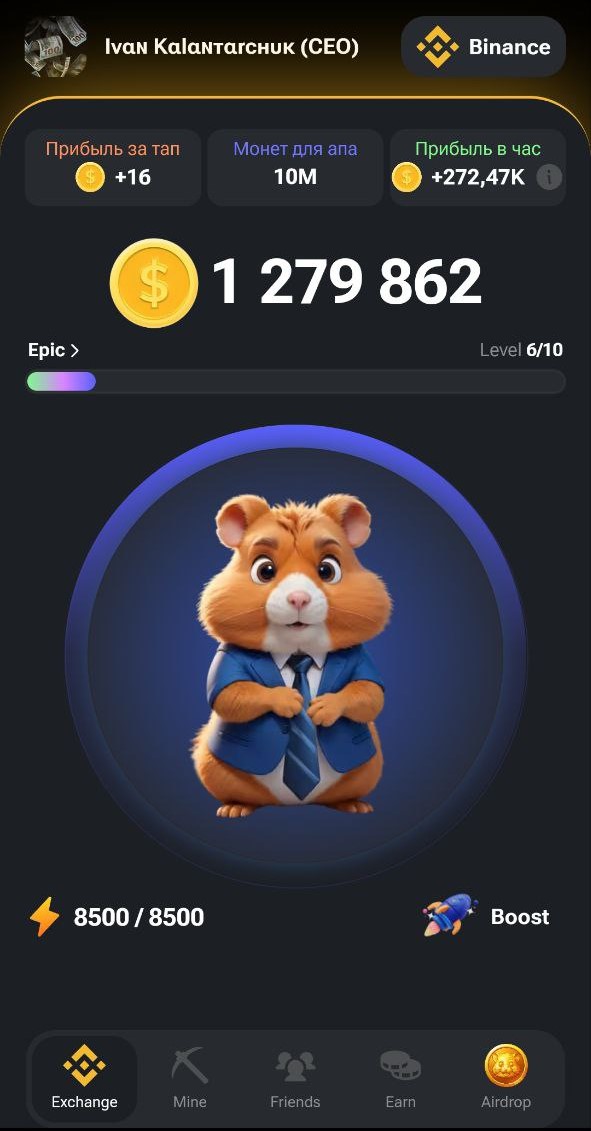 Ivan Kalantarchuk (CEO)
Binance
Прибыль за тап
+16
Монет для апа
10M
Прибыль в час
+272,47K
1 279 862
Epic >
Level 6/10
8500 / 8500
Boost
Exchange
Mine
Friends
Earn
Airdrop